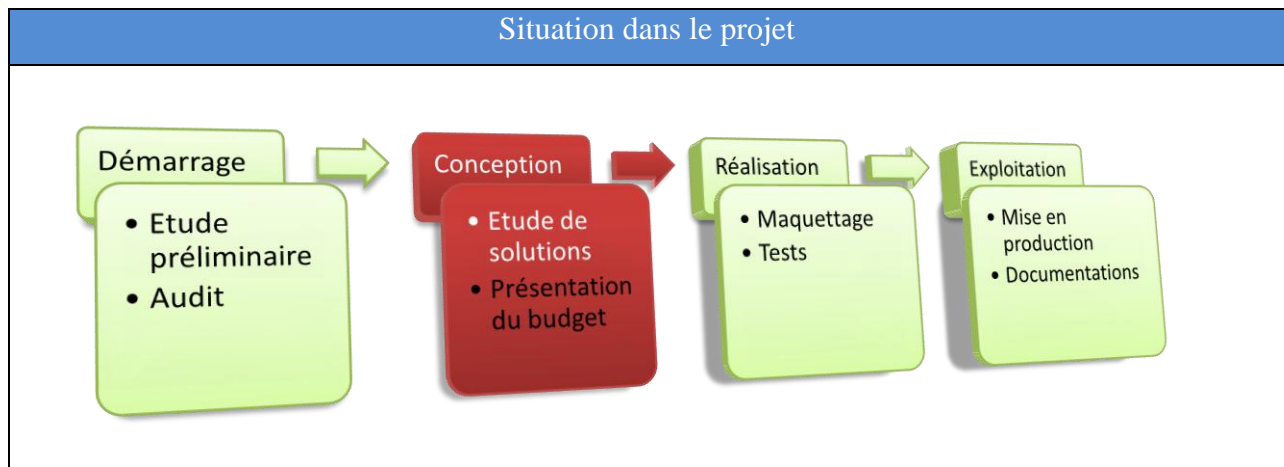 Situation dans le projet
Démarrage
• Etude
préliminaire
• Audit
Conception
• Etude de
solutions
• Présentation
du budget
Réalisation
• Maquettage
• Tests
Exploitation
• Mise en
production
• Documentations